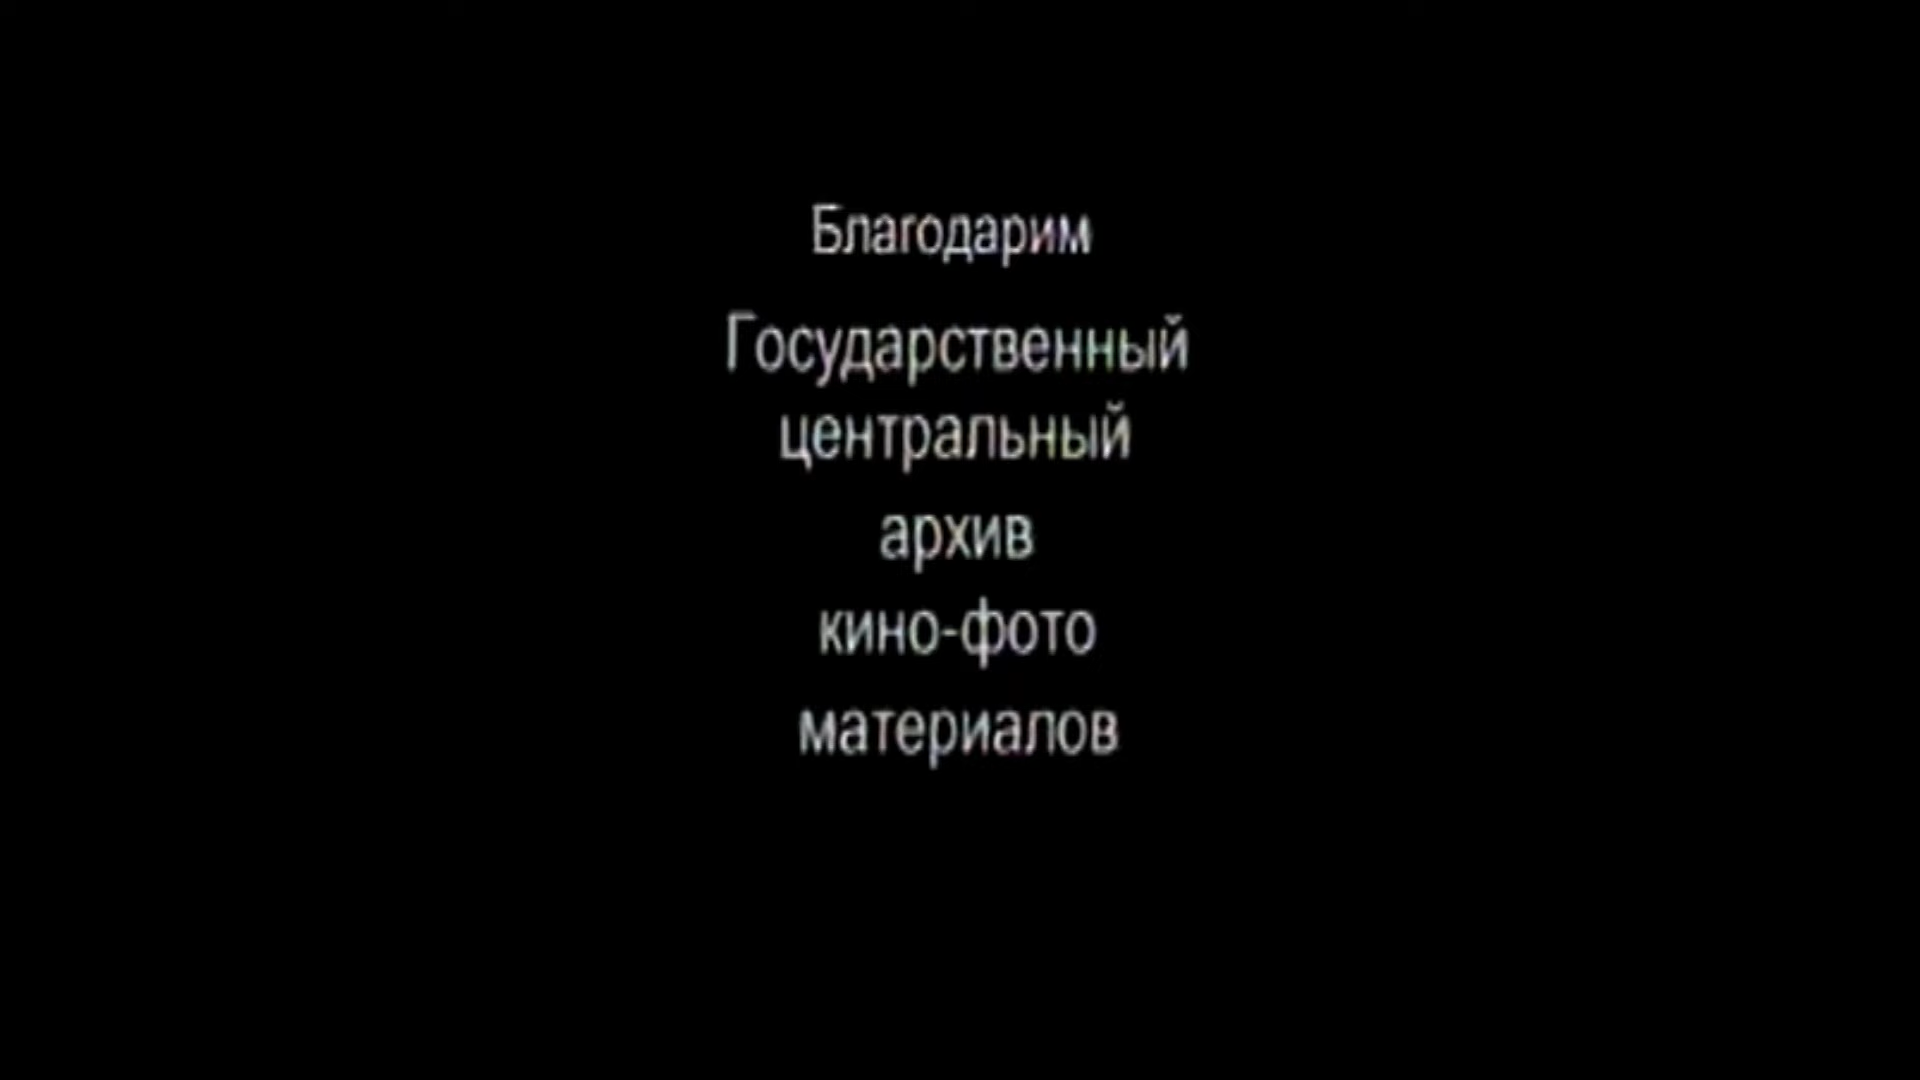 Благодарим
Государственный
центральный
архив
кино-фото
материалов